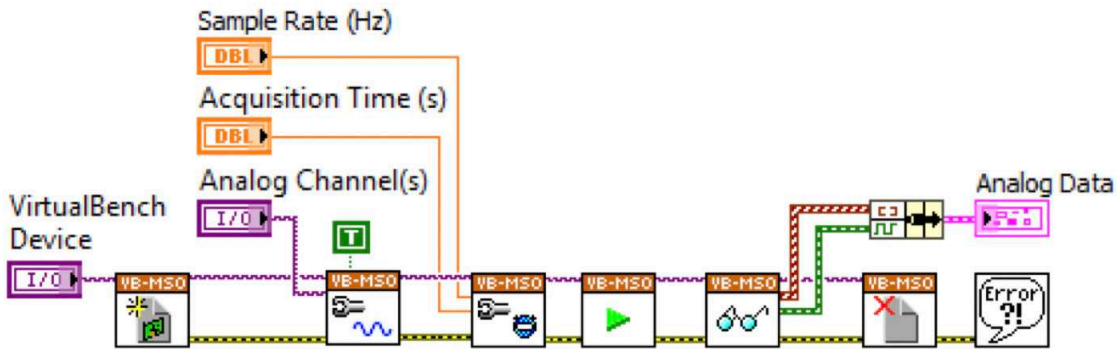 Sample Rate (Hz)
DBL
Acquisition Time (s)
DBL
Analog Channel(s)
I/O
VirtualBench
Device
I/O
T
Analog Data
VB-MSO
VB-MSO
VB-MSO
VB-MSO
VB-MSO
VB-MSO
Error
?!